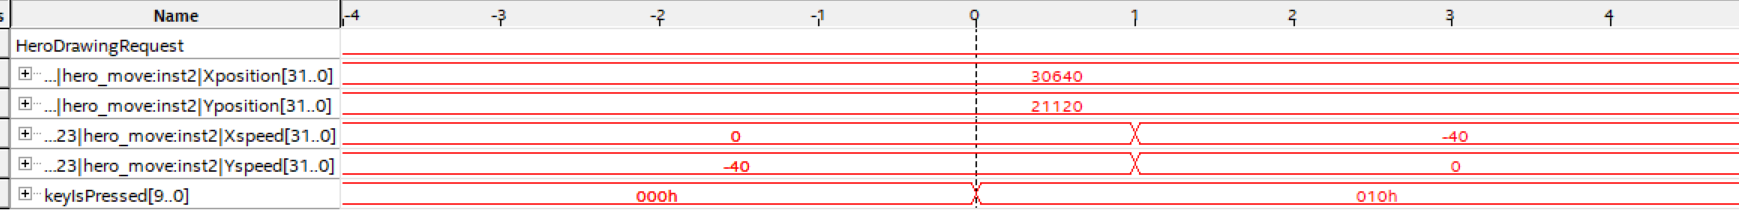 s Name -4 -3 -2 -1 0 1 2 3 4
HeroDrawingRequest
...|hero_move:inst2|Xposition[31..0] 30640
...|hero_move:inst2|Yposition[31..0] 21120
...23|hero_move:inst2|Xspeed[31..0] 0 -40
...23|hero_move:inst2|Yspeed[31..0] -40 0
keyIsPressed[9..0] 000h 010h